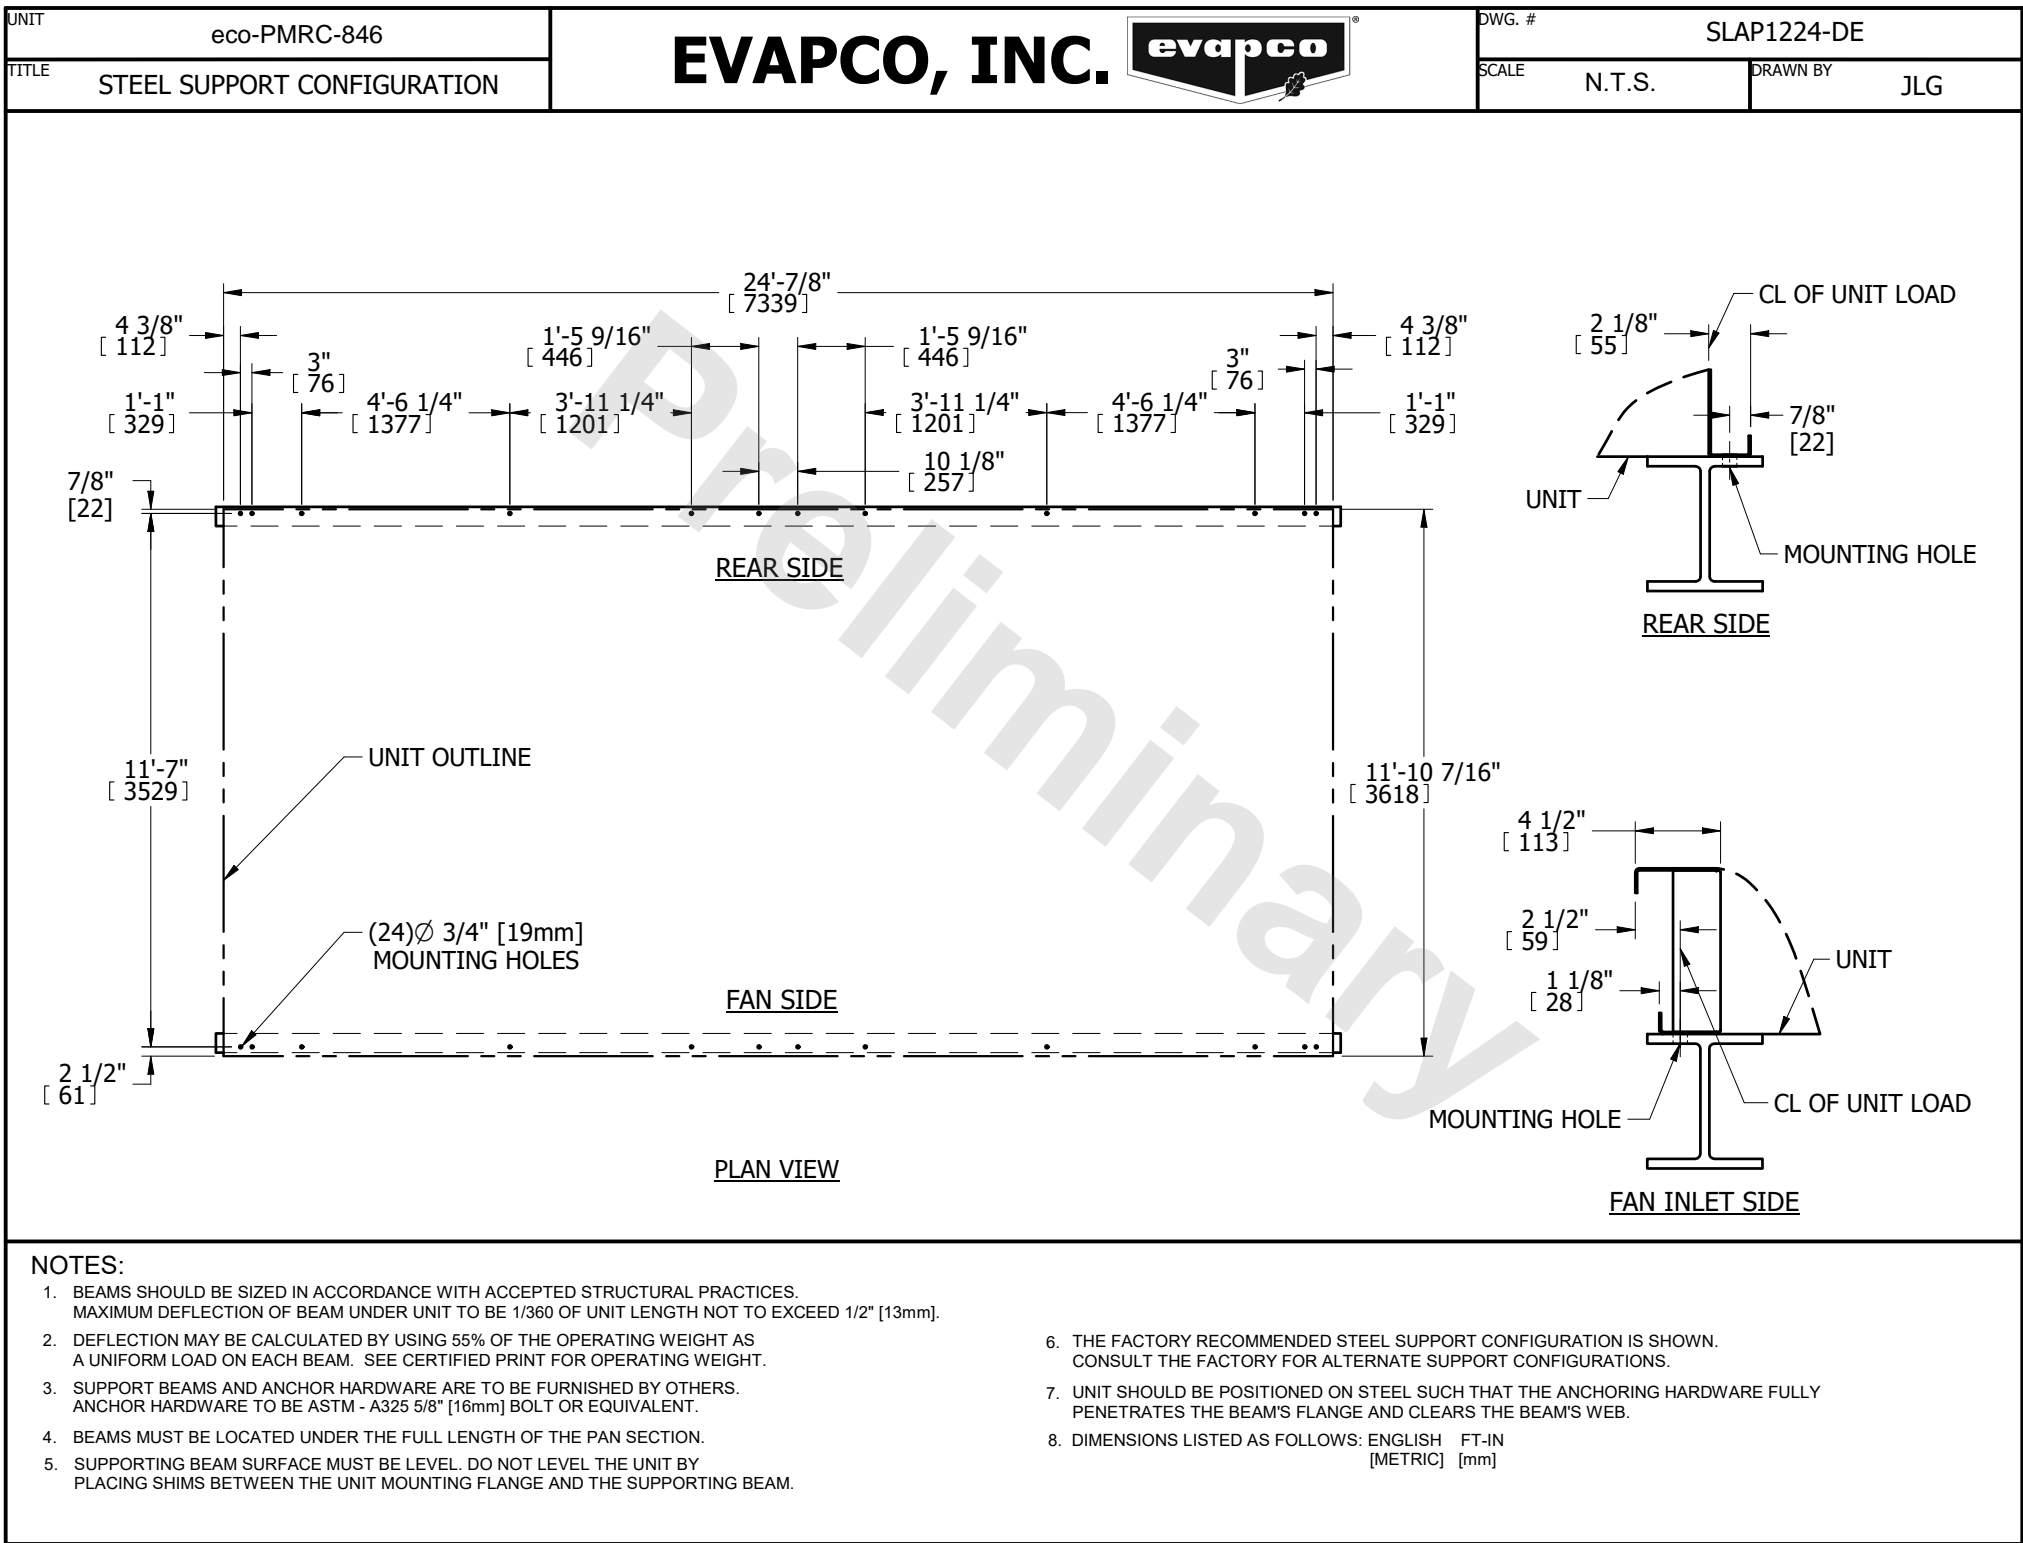 UNIT
eco-PMRC-846
TITLE
STEEL SUPPORT CONFIGURATION
EVAPCO, INC.
evapco
®
DWG. #
SLAP1224-DE
SCALE
N.T.S.
DRAWN BY
JLG
24'-7/8"
[ 7339]
4 3/8"
[ 112]
3"
[ 76]
1'-5 9/16"
[ 446]
1'-5 9/16"
[ 446]
4 3/8"
[ 112]
3"
[ 76]
1'-1"
[ 329]
4'-6 1/4"
[ 1377]
3'-11 1/4"
[ 1201]
3'-11 1/4"
[ 1201]
4'-6 1/4"
[ 1377]
1'-1"
[ 329]
10 1/8"
[ 257]
7/8"
[22]
REAR SIDE
UNIT OUTLINE
11'-7"
[ 3529]
11'-10 7/16"
[ 3618]
(24)Ø 3/4" [19mm]
MOUNTING HOLES
FAN SIDE
2 1/2"
[ 61]
PLAN VIEW
Preliminary
CL OF UNIT LOAD
2 1/8"
[ 55]
7/8"
[22]
UNIT
MOUNTING HOLE
REAR SIDE
4 1/2"
[ 113]
2 1/2"
[ 59]
1 1/8"
[ 28]
UNIT
CL OF UNIT LOAD
MOUNTING HOLE
FAN INLET SIDE
NOTES:
1. BEAMS SHOULD BE SIZED IN ACCORDANCE WITH ACCEPTED STRUCTURAL PRACTICES.
MAXIMUM DEFLECTION OF BEAM UNDER UNIT TO BE 1/360 OF UNIT LENGTH NOT TO EXCEED 1/2" [13mm].
2. DEFLECTION MAY BE CALCULATED BY USING 55% OF THE OPERATING WEIGHT AS
A UNIFORM LOAD ON EACH BEAM. SEE CERTIFIED PRINT FOR OPERATING WEIGHT.
3. SUPPORT BEAMS AND ANCHOR HARDWARE ARE TO BE FURNISHED BY OTHERS.
ANCHOR HARDWARE TO BE ASTM - A325 5/8" [16mm] BOLT OR EQUIVALENT.
4. BEAMS MUST BE LOCATED UNDER THE FULL LENGTH OF THE PAN SECTION.
5. SUPPORTING BEAM SURFACE MUST BE LEVEL. DO NOT LEVEL THE UNIT BY
PLACING SHIMS BETWEEN THE UNIT MOUNTING FLANGE AND THE SUPPORTING BEAM.
6. THE FACTORY RECOMMENDED STEEL SUPPORT CONFIGURATION IS SHOWN.
CONSULT THE FACTORY FOR ALTERNATE SUPPORT CONFIGURATIONS.
7. UNIT SHOULD BE POSITIONED ON STEEL SUCH THAT THE ANCHORING HARDWARE FULLY
PENETRATES THE BEAM'S FLANGE AND CLEARS THE BEAM'S WEB.
8. DIMENSIONS LISTED AS FOLLOWS: ENGLISH FT-IN
[METRIC] [mm]